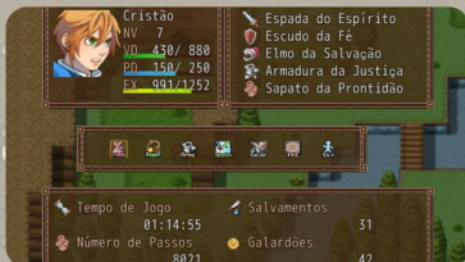 Cristão
NV 7
VD 430/ 880
PD 150/ 250
EX 991/1252
Espada do Espírito
Escudo da Fé
Elmo da Salvação
Armadura da Justiça
Sapato da Prontidão
Tempo de Jogo
01:14:55
Salvamentos
31
Número de Passos
8021
Galardões
42